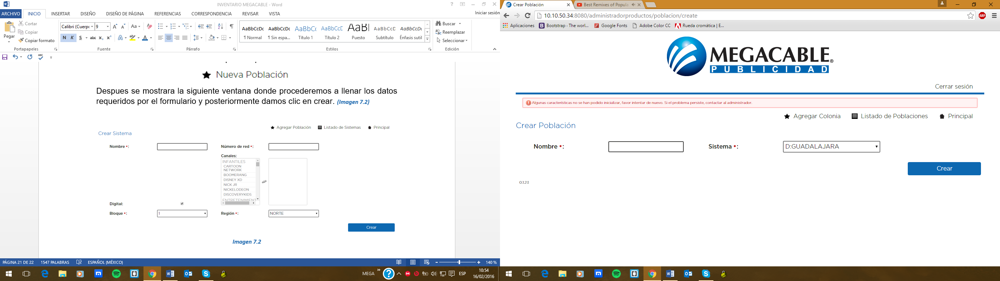 INVENTARIO MEGACABLE - Word
ARCHIVO INICIO INSERTAR DISEÑO DISEÑO DE PÁGINA REFERENCIAS CORRESPONDENCIA REVISAR VISTA
Iniciar sesión
Pegar
Cortar
Copiar
Copiar formato
Portapapeles
Calibri (Cuerpo 9
Aa
N K S abc x₂ x²
Fuente
Párrafo
AaBbCcDc AaBbCcDc AaBbCc AaBbCcD AaB AaBbCcD AaBbCcDc
¶ Normal ¶ Sin espa... Título 1 Título 2 Puesto Subtítulo Énfasis sutil
Estilos
Buscar
Reemplazar
Seleccionar
Edición
Nueva Población
Despues se mostrara la siguiente ventana donde procederemos a llenar los datos
requeridos por el formulario y posteriormente damos clic en crear. (Imagen 7.2)
Agregar Población Listado de Sistemas Principal
Crear Sistema
Nombre *: Número de red *:
Canales:
INFANTILES
CARTOON
NETWORK
BOOMERANG
DISNEY XD
NICK JR
NICKELODEON
DISCOVERYKIDS
ENTRETENIMIENT
Digital:
Bloque *: 1 Región *: NORTE
Crear
Imagen 7.2
PÁGINA 21 DE 22 1547 PALABRAS ESPAÑOL (MÉXICO) 140 %
MEGA ESP 10:54
16/02/2016
Crear Población Best Remixes of Popula
10.10.50.34:8080/administradorproductos/poblacion/create
ABP
Aplicaciones Bootstrap · The worl... Google Fonts Adobe Color CC Rueda cromática | E...
MEGACABLE®
PUBLICIDAD
Cerrar sesión
Algunas características no se han podido inicializar, favor intentar de nuevo. Si el problema persiste, contactar al administrador.
Agregar Colonia Listado de Poblaciones Principal
Crear Población
Nombre *: Sistema *: D:GUADALAJARA
Crear
0.1.23